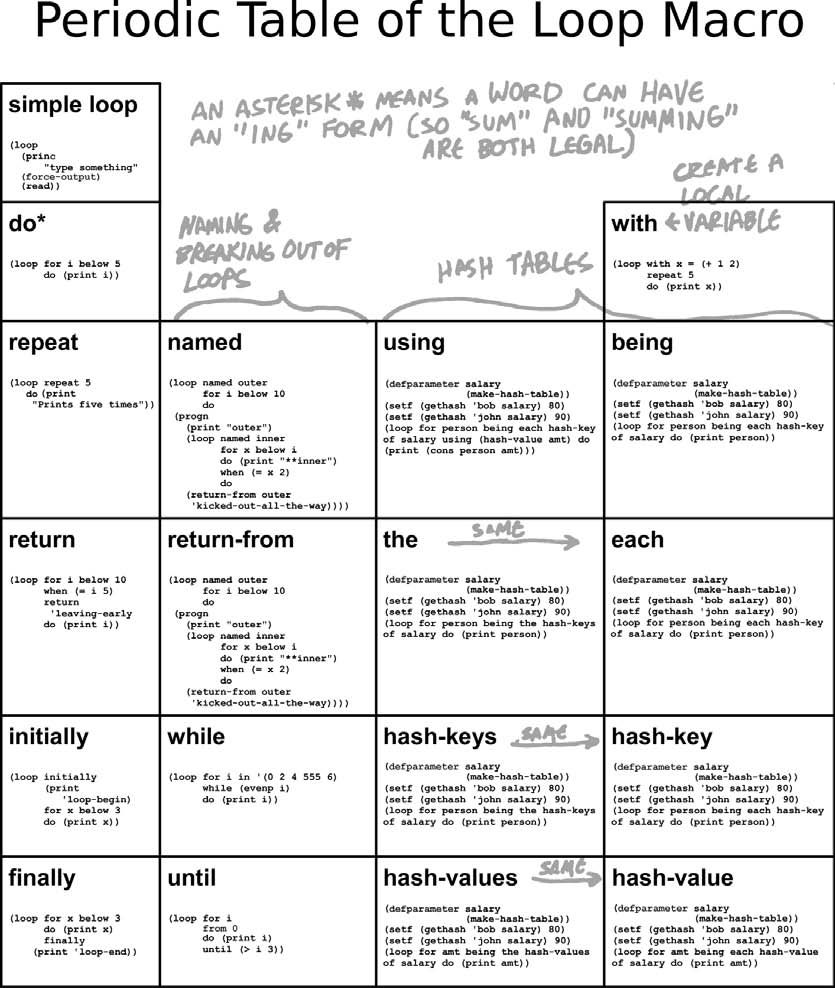 Periodic Table of the Loop Macro
AN ASTERISK* MEANS A WORD CAN HAVE
AN "ING" FORM (SO "SUM" AND "SUMMING"
ARE BOTH LEGAL)
simple loop
(loop
(princ
"type something"
(force-output)
(read))
do*
(loop for i below 5
do (print i))
NAMING &
BREAKING OUT OF
LOOPS
HASH TABLES
CREATE A
LOCAL
with ← VARIABLE
(loop with x = (+ 1 2)
repeat 5
do (print x))
repeat
(loop repeat 5
do (print
"Prints five times"))
named
(loop named outer
for i below 10
do
(progn
(print "outer")
(loop named inner
for x below i
do (print "**inner")
when (= x 2)
do
(return-from outer
'kicked-out-all-the-way))))
using
(defparameter salary
(make-hash-table))
(setf (gethash 'bob salary) 80)
(setf (gethash 'john salary) 90)
(loop for person being each hash-key
of salary using (hash-value amt) do
(print (cons person amt)))
being
(defparameter salary
(make-hash-table))
(setf (gethash 'bob salary) 80)
(setf (gethash 'john salary) 90)
(loop for person being each hash-key
of salary do (print person))
return
(loop for i below 10
when (= i 5)
return
'leaving-early
do (print i))
return-from
(loop named outer
for i below 10
do
(progn
(print "outer")
(loop named inner
for x below i
do (print "**inner")
when (= x 2)
do
(return-from outer
'kicked-out-all-the-way))))
the SAME →
(defparameter salary
(make-hash-table))
(setf (gethash 'bob salary) 80)
(setf (gethash 'john salary) 90)
(loop for person being the hash-keys
of salary do (print person))
each
(defparameter salary
(make-hash-table))
(setf (gethash 'bob salary) 80)
(setf (gethash 'john salary) 90)
(loop for person being each hash-key
of salary do (print person))
initially
(loop initially
(print
'loop-begin)
for x below 3
do (print x))
while
(loop for i in '(0 2 4 555 6)
while (evenp i)
do (print i))
hash-keys SAME →
(defparameter salary
(make-hash-table))
(setf (gethash 'bob salary) 80)
(setf (gethash 'john salary) 90)
(loop for person being the hash-keys
of salary do (print person))
hash-key
(defparameter salary
(make-hash-table))
(setf (gethash 'bob salary) 80)
(setf (gethash 'john salary) 90)
(loop for person being each hash-key
of salary do (print person))
finally
(loop for x below 3
do (print x)
finally
(print 'loop-end))
until
(loop for i
from 0
do (print i)
until (> i 3))
hash-values SAME →
(defparameter salary
(make-hash-table))
(setf (gethash 'bob salary) 80)
(setf (gethash 'john salary) 90)
(loop for amt being the hash-values
of salary do (print amt))
hash-value
(defparameter salary
(make-hash-table))
(setf (gethash 'bob salary) 80)
(setf (gethash 'john salary) 90)
(loop for amt being each hash-value
of salary do (print amt))